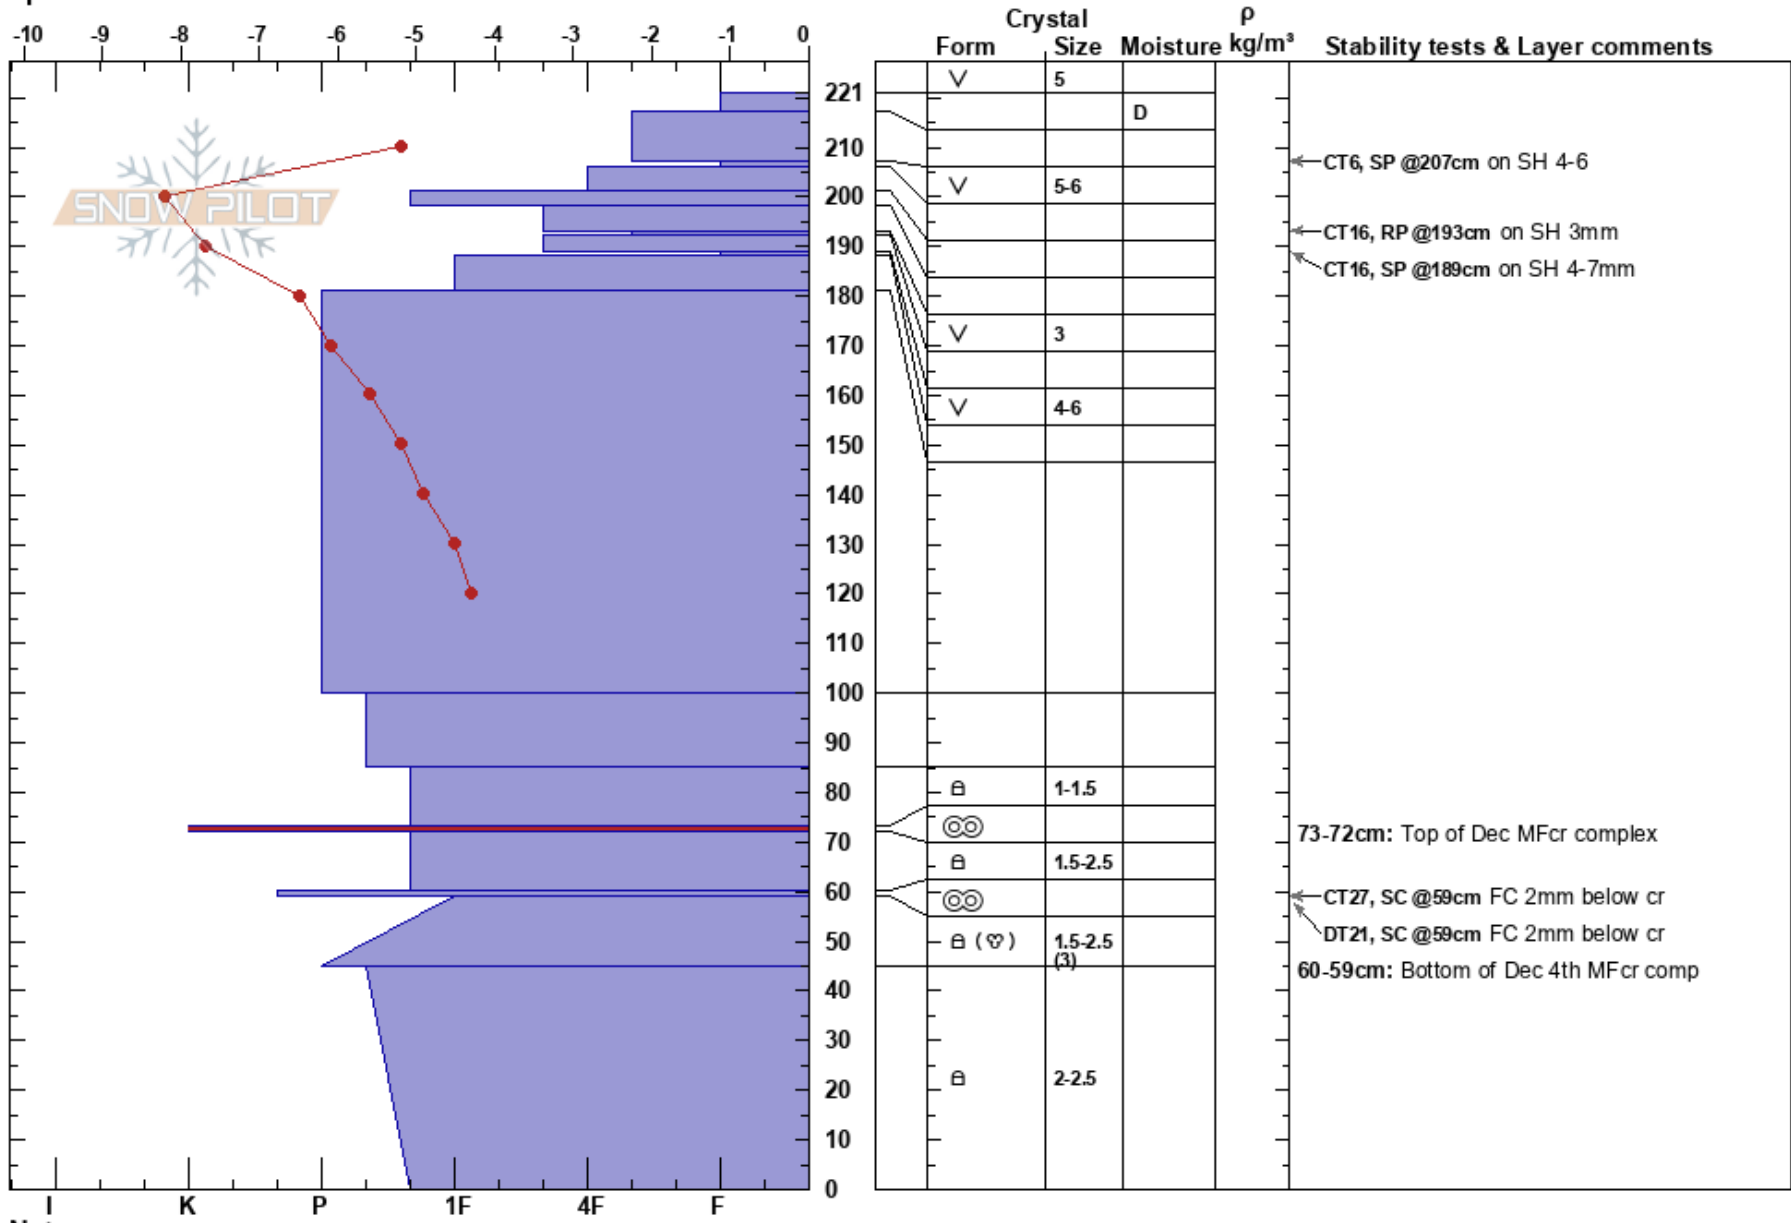 Crystal ρ
-10 -9 -8 -7 -6 -5 -4 -3 -2 -1 0 Form Size Moisture kg/m³ Stability tests & Layer comments
V 5
221
D
210
CT6, SP @207cm on SH 4-6
V 5-6
200
SNOW PILOT
CT16, RP @193cm on SH 3mm
190
CT16, SP @189cm on SH 4-7mm
180
V 3
170
160
V 4-6
150
140
130
120
110
100
90
80 1-1.5
73-72cm: Top of Dec MFcr complex
70
1.5-2.5
60
CT27, SC @59cm FC 2mm below cr
DT21, SC @59cm FC 2mm below cr
50 1.5-2.5
(3)
60-59cm: Bottom of Dec 4th MFcr comp
40
30
2-2.5
20
10
0
I K P 1F 4F F